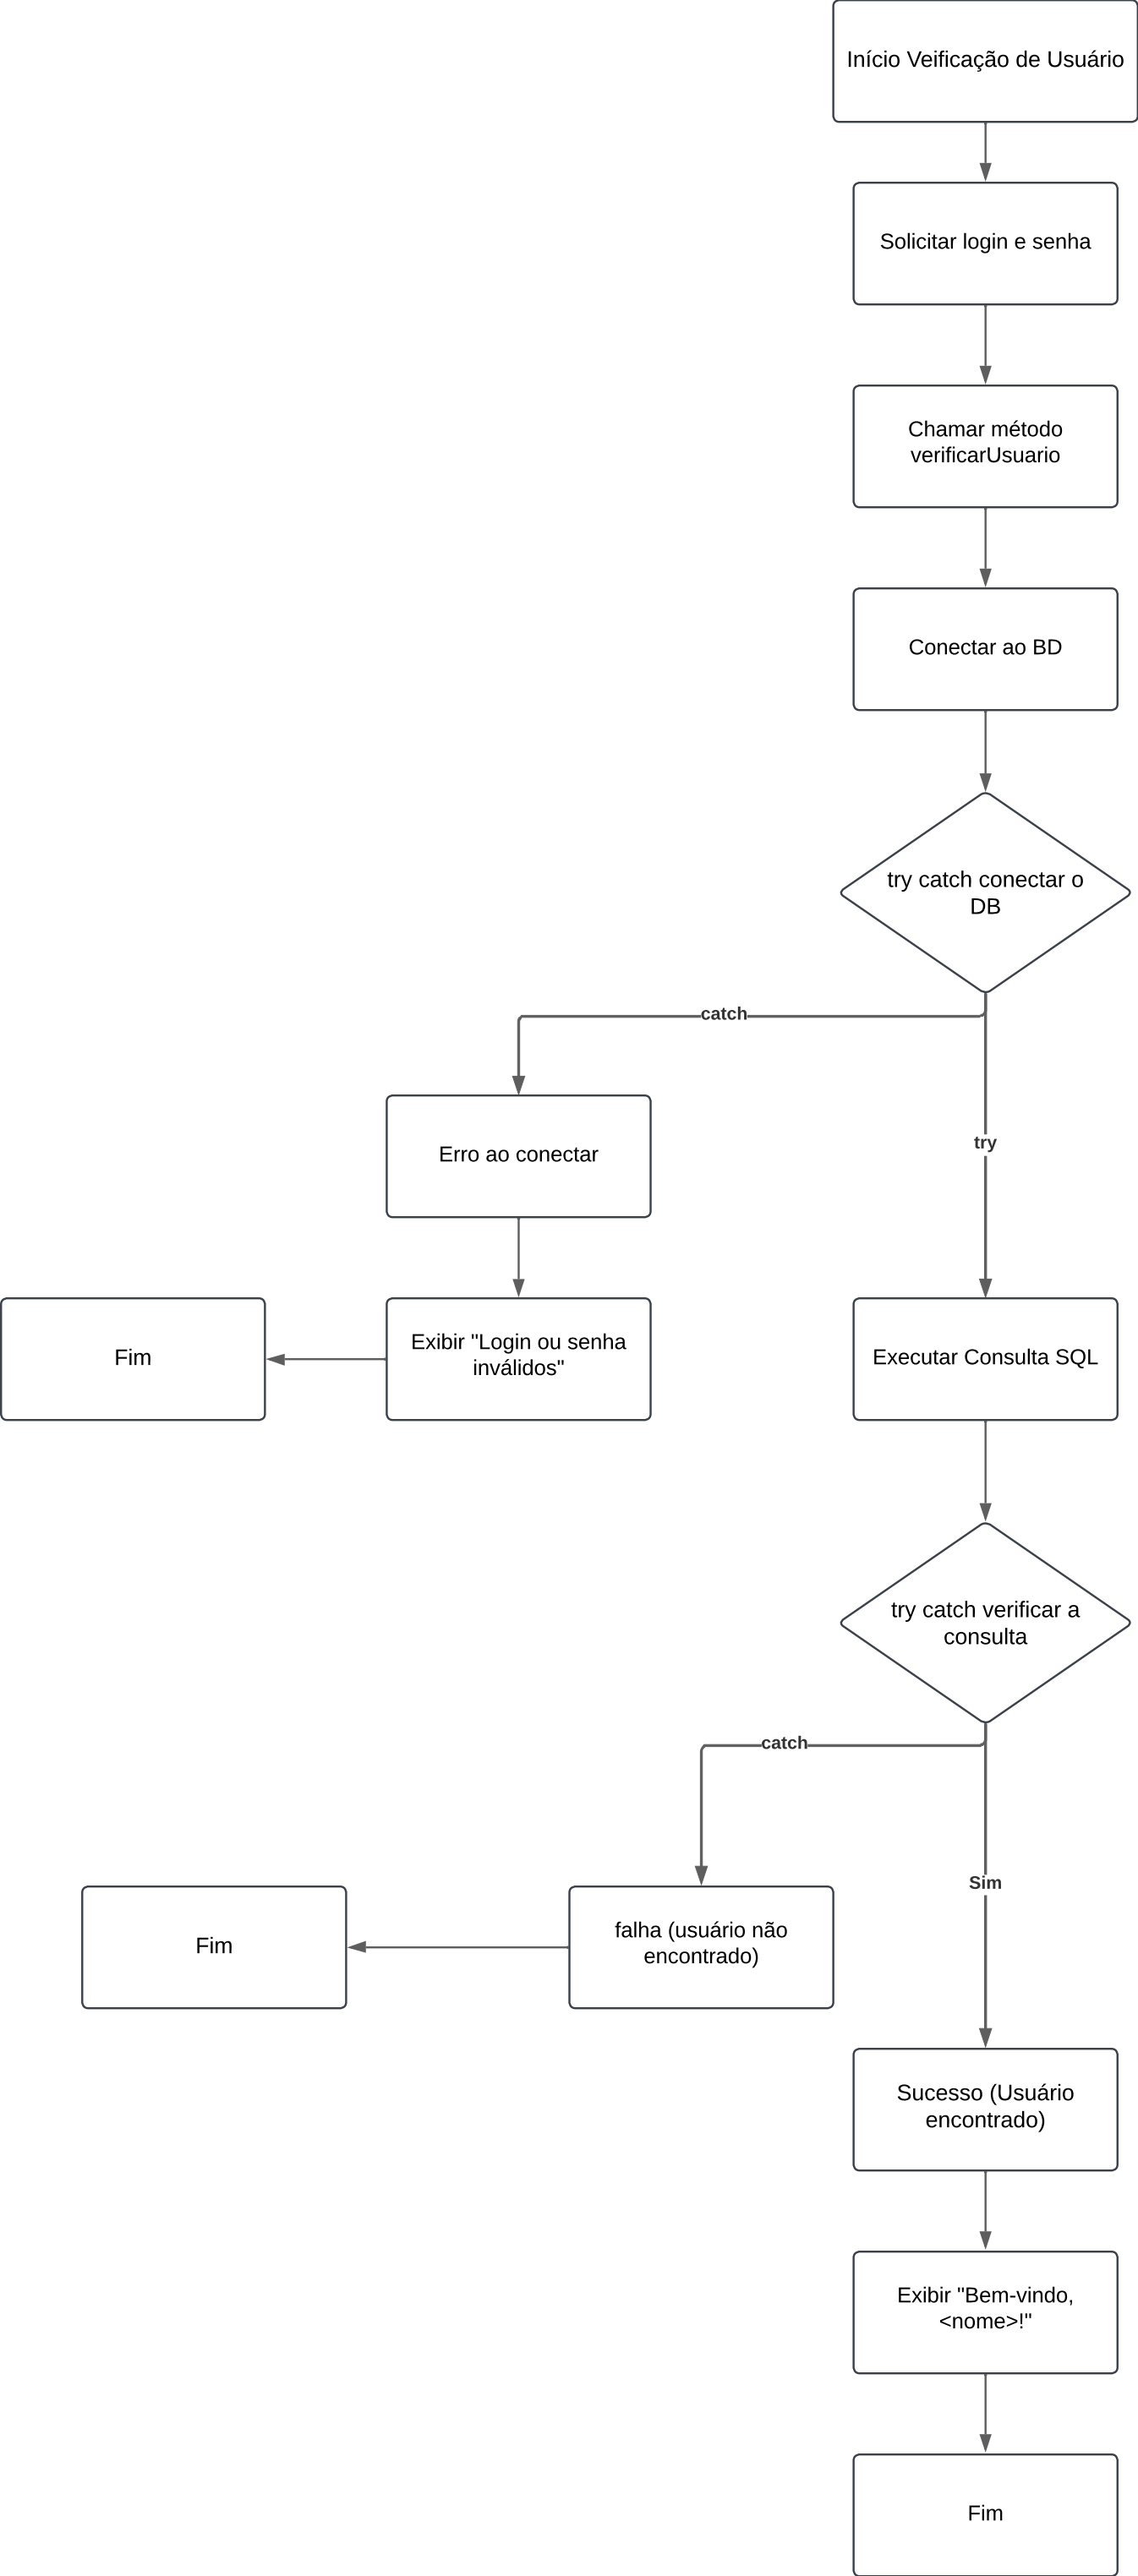 Início Veificação de Usuário
Solicitar login e senha
Chamar método
verificarUsuario
Conectar ao BD
try catch conectar o
DB
catch
try
Erro ao conectar
Fim
Exibir "Login ou senha
inválidos"
Executar Consulta SQL
try catch verificar a
consulta
catch
Sim
Fim
falha (usuário não
encontrado)
Sucesso (Usuário
encontrado)
Exibir "Bem-vindo,
<nome>!"
Fim